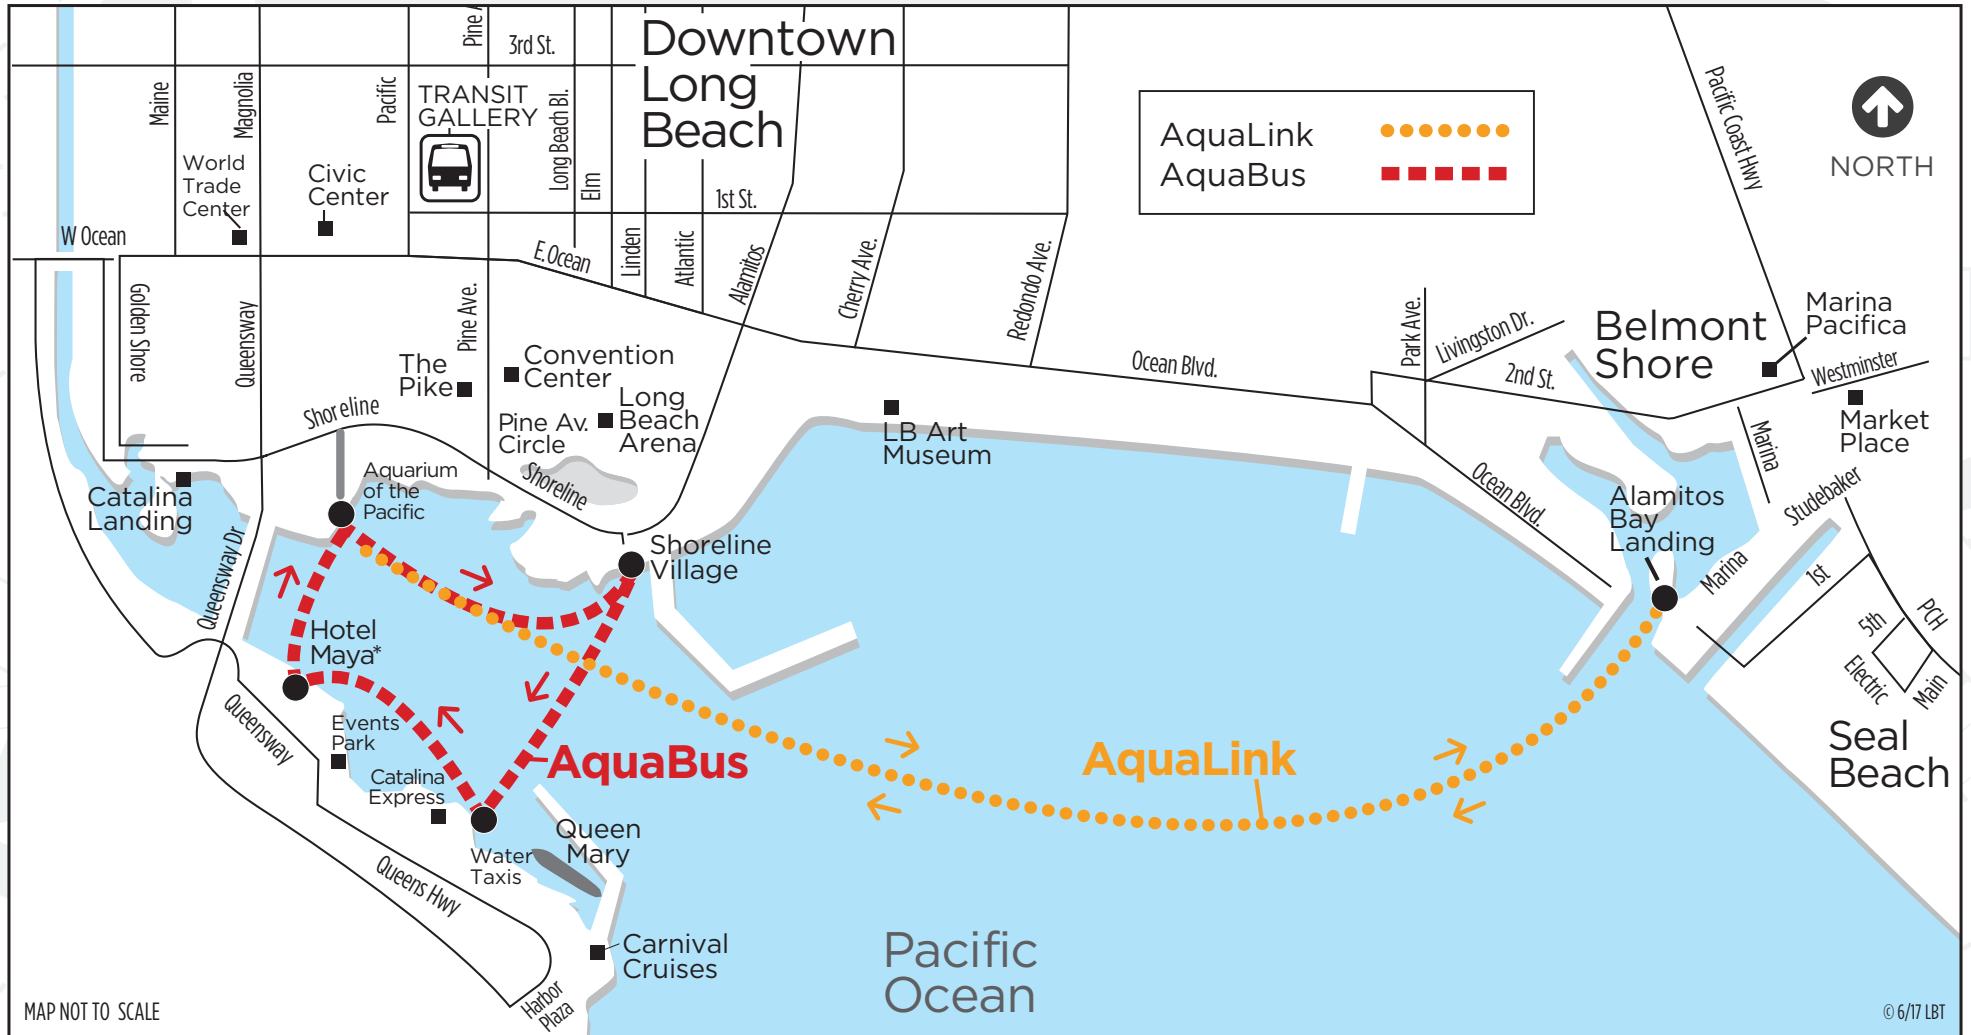 Pine A
3rd St.
Downtown
Long
Beach
Maine
Magnolia
Pacific
TRANSIT
GALLERY
Long Beach Bl.
Elm
World
Trade
Center
Civic
Center
1st St.
W Ocean
E. Ocean
Linden
Atlantic
Alamitos
Cherry Ave.
Redondo Ave.
AquaLink
AquaBus
Pacific Coast Hwy
NORTH
Golden Shore
Queensway
Pine Ave.
The
Pike
Convention
Center
Long
Beach
Arena
Pine Av.
Circle
Shoreline
Shoreline
Ocean Blvd.
Park Ave.
Livingston Dr.
2nd St.
Belmont
Shore
Marina
Pacifica
Westminster
Market
Place
Marina
Studebaker
LB Art
Museum
Catalina
Landing
Aquarium
of the
Pacific
Queensway Dr
Shoreline
Village
Ocean Blvd.
Alamitos
Bay
Landing
Marina
1st
5th
PCH
Electric
Main
Seal
Beach
Hotel
Maya*
Queensway
Events
Park
Catalina
Express
AquaBus
AquaLink
Queen
Mary
Water
Taxis
Queens Hwy
Carnival
Cruises
Harbor
Plaza
Pacific
Ocean
MAP NOT TO SCALE
© 6/17 LBT